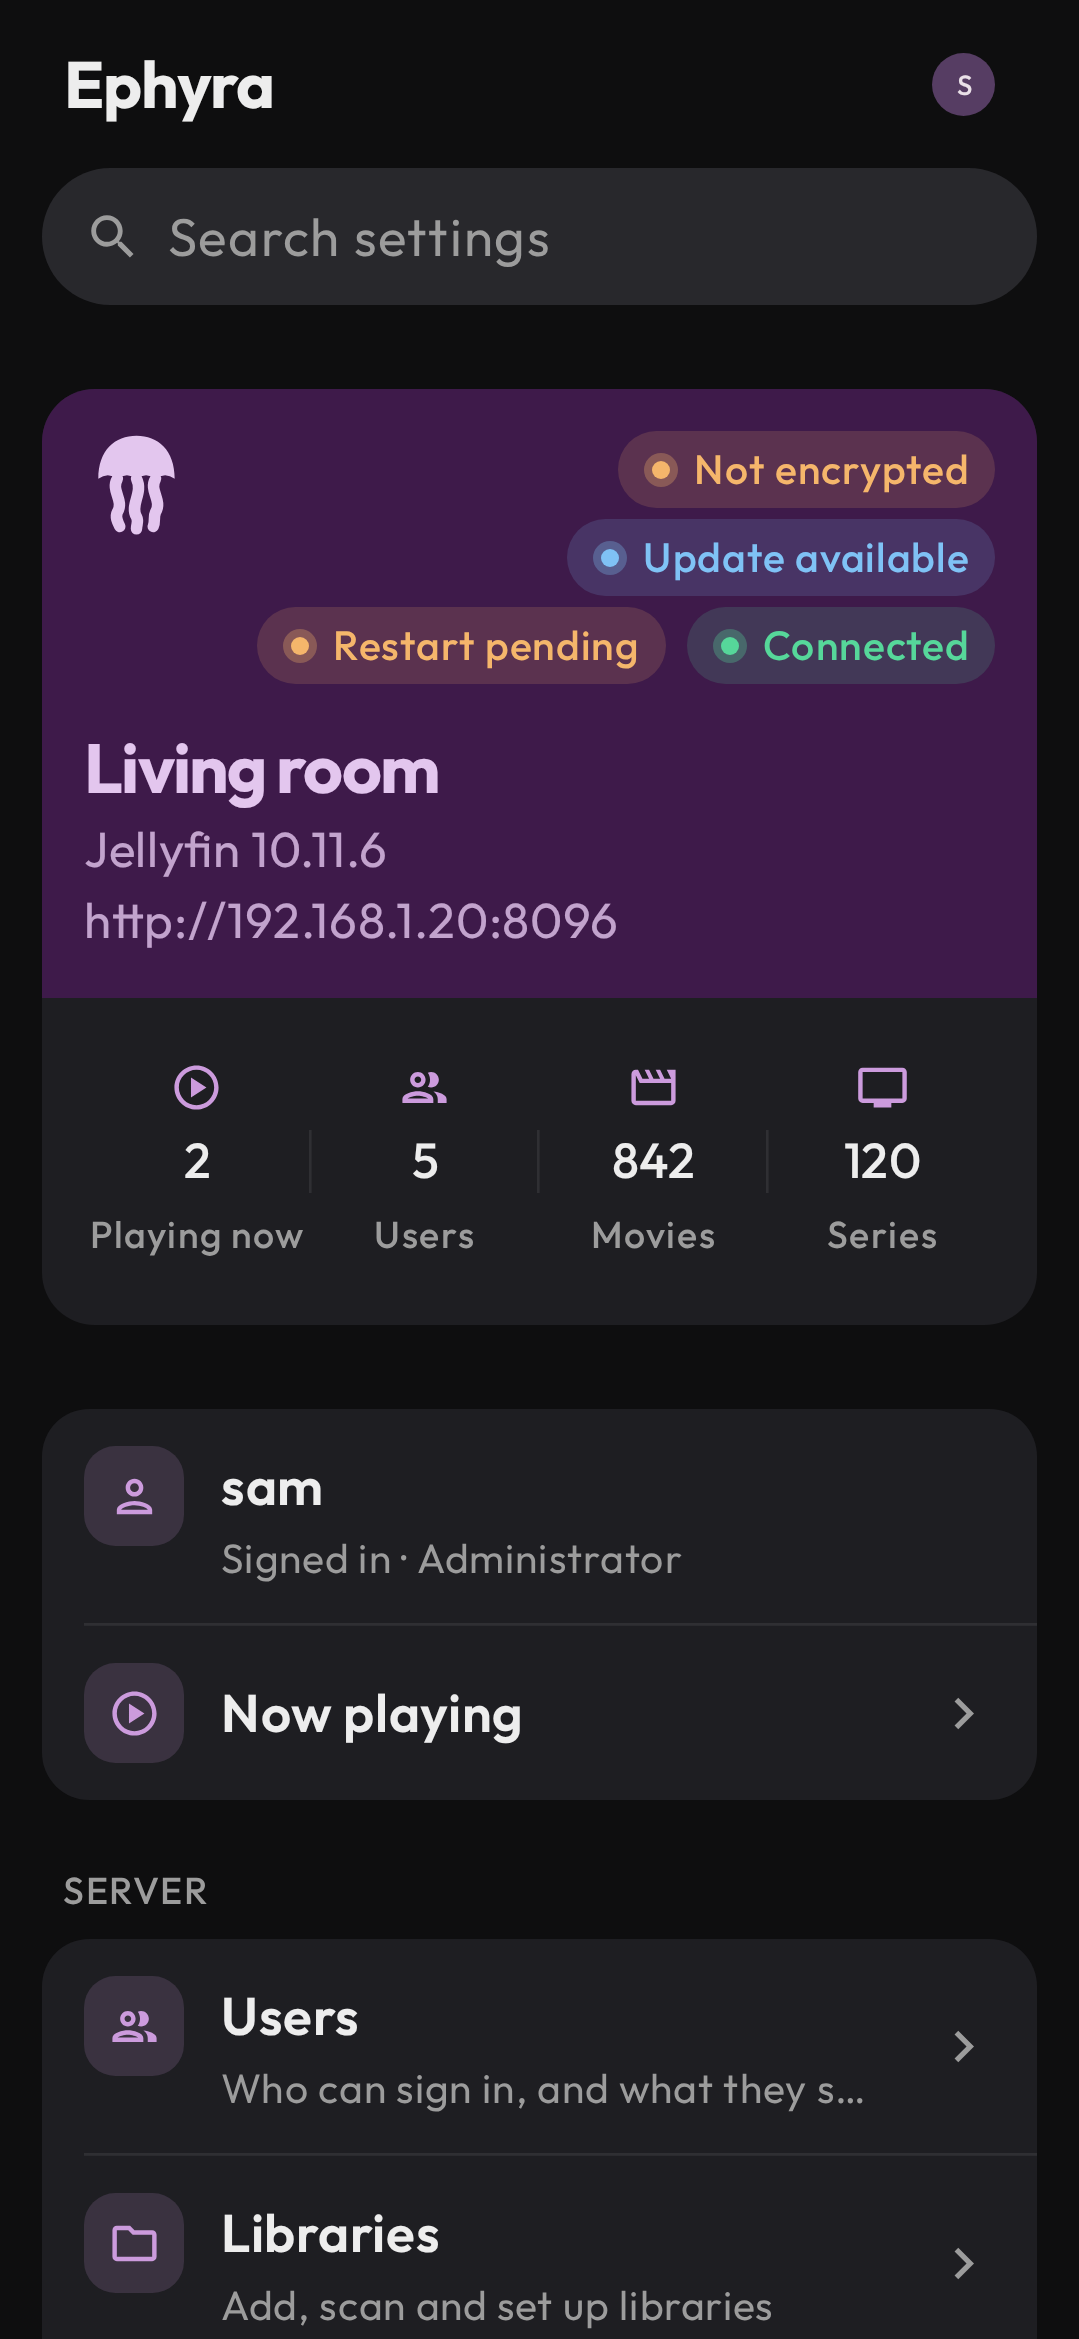 Ephyra
S
Search settings
Not encrypted
Update available
Restart pending
Connected
Living room
Jellyfin 10.11.6
http://192.168.1.20:8096
2
5
842
120
Playing now
Users
Movies
Series
sam
Signed in · Administrator
Now playing
SERVER
Users
Who can sign in, and what they s…
Libraries
Add, scan and set up libraries